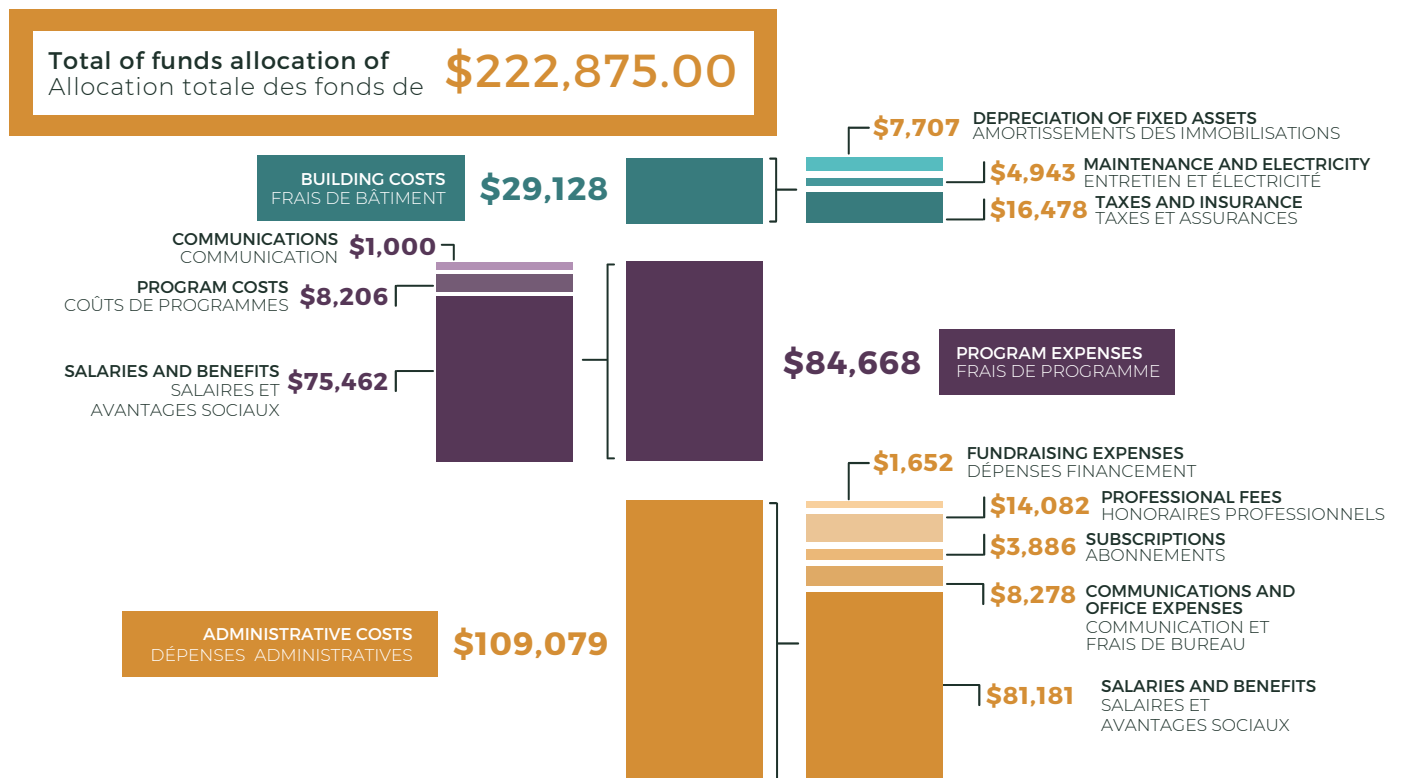 Total of funds allocation of
Allocation totale des fonds de
$222,875.00
BUILDING COSTS
FRAIS DE BÂTIMENT
$29,128
$7,707
DEPRECIATION OF FIXED ASSETS
AMORTISSEMENTS DES IMMOBILISATIONS
$4,943
MAINTENANCE AND ELECTRICITY
ENTRETIEN ET ÉLECTRICITÉ
$16,478
TAXES AND INSURANCE
TAXES ET ASSURANCES
COMMUNICATIONS
COMMUNICATION
$1,000
PROGRAM COSTS
COÛTS DE PROGRAMMES
$8,206
SALARIES AND BENEFITS
SALAIRES ET
AVANTAGES SOCIAUX
$75,462
$84,668
PROGRAM EXPENSES
FRAIS DE PROGRAMME
ADMINISTRATIVE COSTS
DÉPENSES ADMINISTRATIVES
$109,079
$1,652
FUNDRAISING EXPENSES
DÉPENSES FINANCEMENT
$14,082
PROFESSIONAL FEES
HONORAIRES PROFESSIONNELS
$3,886
SUBSCRIPTIONS
ABONNEMENTS
$8,278
COMMUNICATIONS AND
OFFICE EXPENSES
COMMUNICATION ET
FRAIS DE BUREAU
$81,181
SALARIES AND BENEFITS
SALAIRES ET
AVANTAGES SOCIAUX